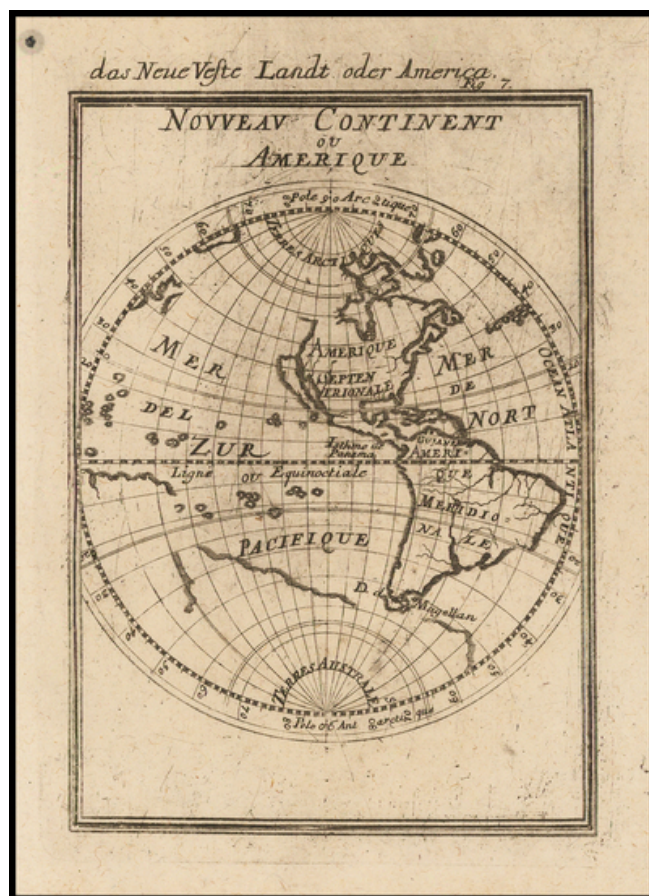 das Neue Veste Landt oder America.
Fig. 7.
NOVVEAV CONTINENT
OU
AMERIQUE
Pole Arctique
TERRES ARCTIQUES
AMERIQUE
SEPTEN
TRIONALE
MER
DEL
ZUR
MER
DE
NORT
OCEAN ATLANTIQUE
Isthme de
Panama
GUIANE
AMERI-
QUE
MERIDIO-
NALE
Ligne ou Equinoctiale
PACIFIQUE
D. de Magellan
TERRES AUSTRALE
Pole Antarctique